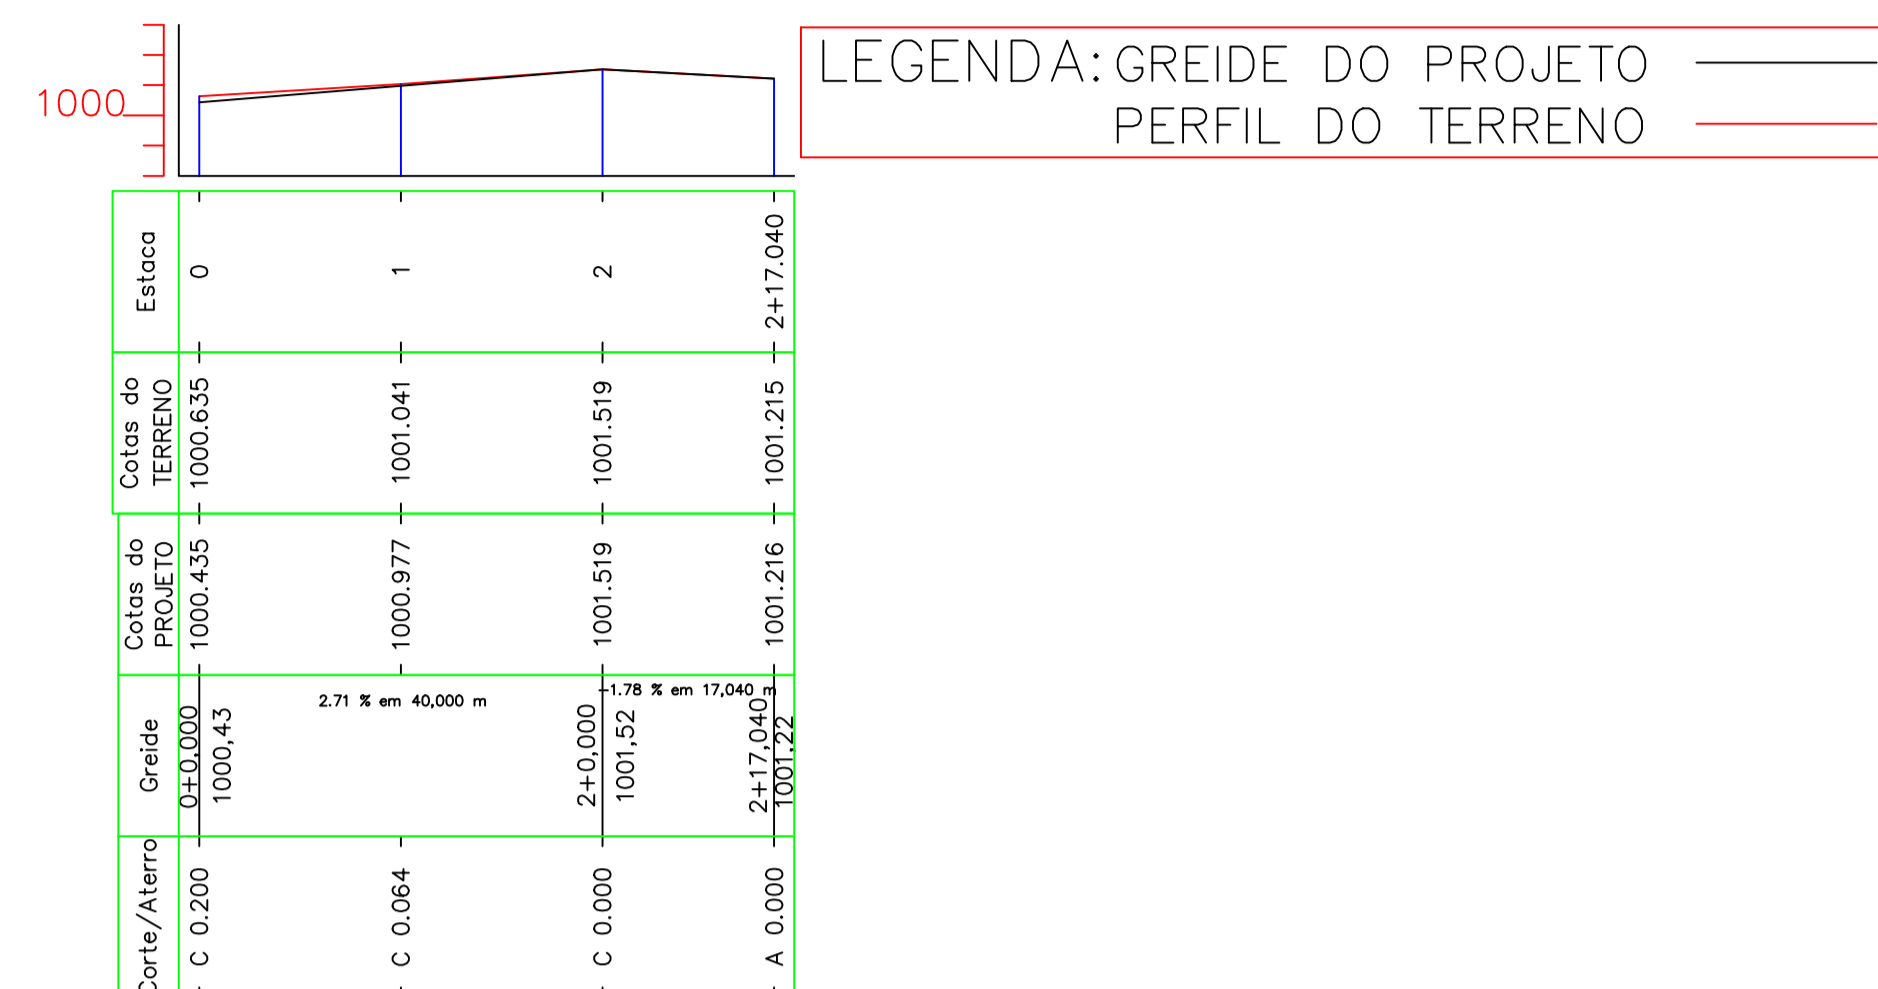 1000
LEGENDA: GREIDE DO PROJETO
PERFIL DO TERRENO
Estaca
0
1
2
2+17.040
Cotas do
TERRENO
1000.635
1001.041
1001.519
1001.215
Cotas do
PROJETO
1000.435
1000.977
1001.519
1001.216
Greide
0+0,000
1000,43
2.71 % em 40,000 m
2+0,000
1001,52
-1.78 % em 17,040 m
2+17,040
1001,22
Corte/Aterro
C 0.200
C 0.064
C 0.000
A 0.000